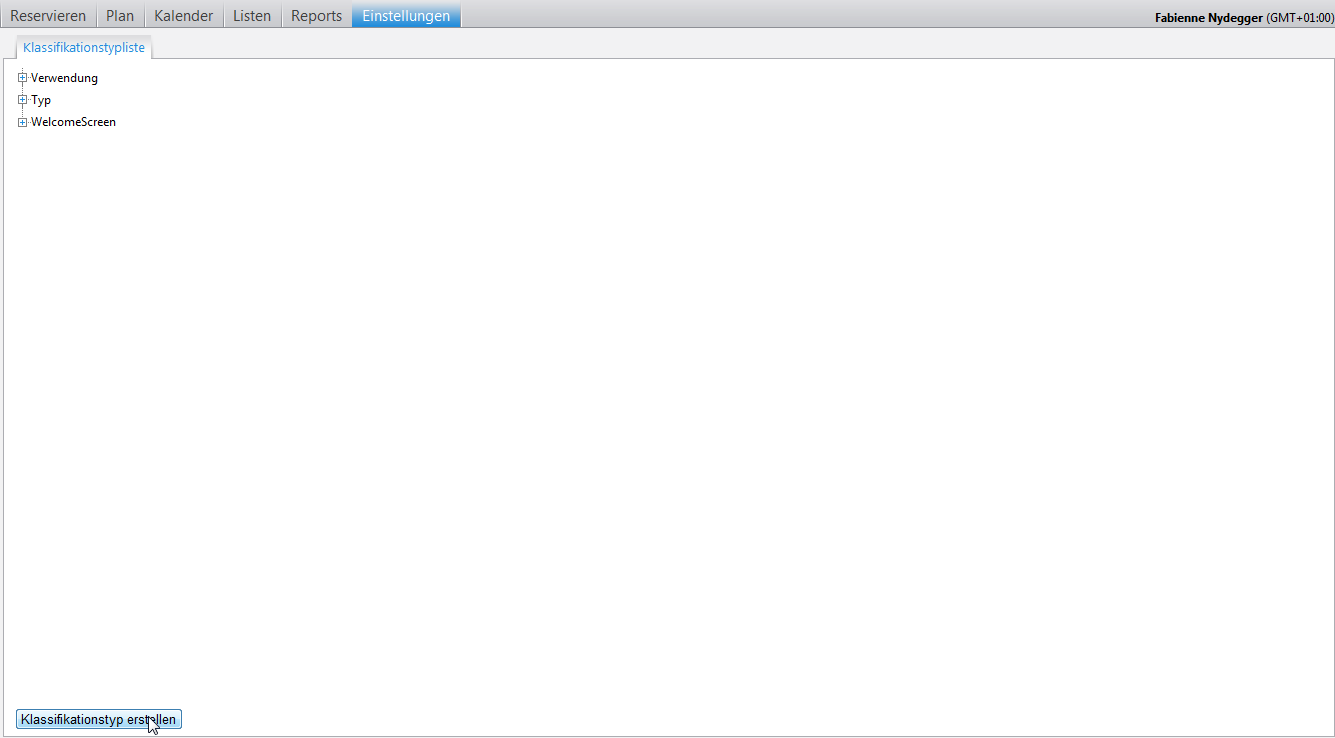 Reservieren Plan Kalender Listen Reports Einstellungen Fabienne Nydegger (GMT+01:00)
Klassifikationstypliste
Verwendung
Typ
WelcomeScreen
Klassifikationstyp erstellen